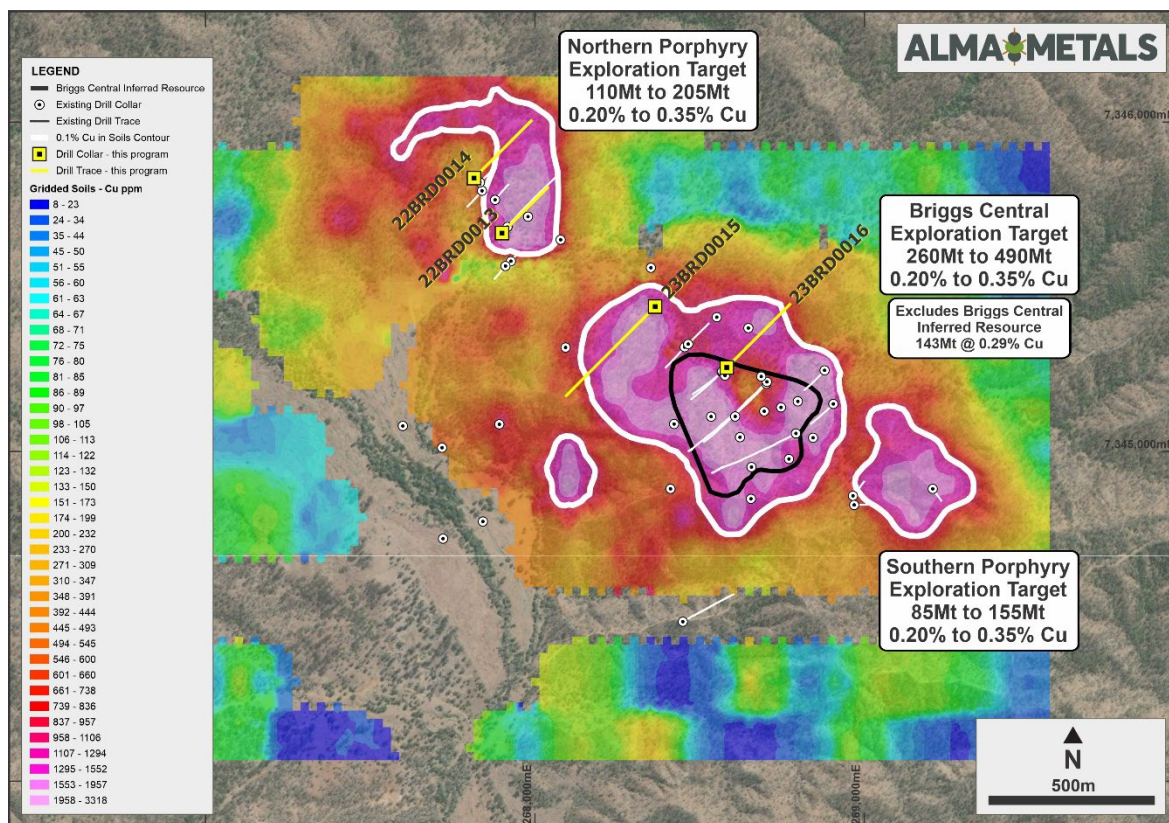 ALMA METALS
Northern Porphyry
Exploration Target
110Mt to 205Mt
0.20% to 0.35% Cu
LEGEND
Briggs Central Inferred Resource
Existing Drill Collar
Existing Drill Trace
0.1% Cu in Soils Contour
Drill Collar - this program
Drill Trace - this program
Gridded Soils - Cu ppm
8 - 23
24 - 34
35 - 44
45 - 50
51 - 55
56 - 60
61 - 63
64 - 67
68 - 71
72 - 75
76 - 80
81 - 85
86 - 89
90 - 97
98 - 105
106 - 113
114 - 122
123 - 132
133 - 150
151 - 173
174 - 199
200 - 232
233 - 270
271 - 309
310 - 347
348 - 391
392 - 444
445 - 493
494 - 545
546 - 600
601 - 660
661 - 738
739 - 836
837 - 957
958 - 1106
1107 - 1294
1295 - 1552
1553 - 1957
1958 - 3318
7,346,000mN
22BRD0014
22BRD0013
23BRD0015
23BRD0016
Briggs Central
Exploration Target
260Mt to 490Mt
0.20% to 0.35% Cu
Excludes Briggs Central
Inferred Resource
143Mt @ 0.29% Cu
7,345,000mN
Southern Porphyry
Exploration Target
85Mt to 155Mt
0.20% to 0.35% Cu
268,000mE
269,000mE
N
500m